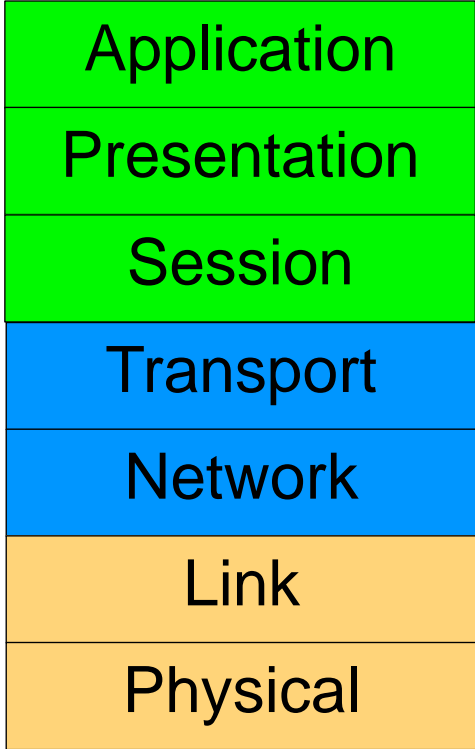 Application
Presentation
Session
Transport
Network
Link
Physical